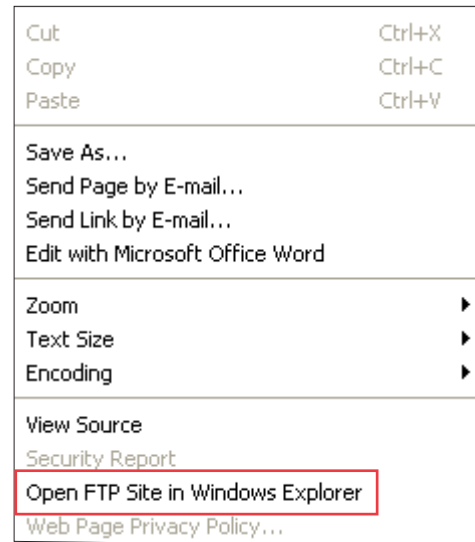 Cut Ctrl+X
Copy Ctrl+C
Paste Ctrl+V
Save As...
Send Page by E-mail...
Send Link by E-mail...
Edit with Microsoft Office Word
Zoom
Text Size
Encoding
View Source
Security Report
Open FTP Site in Windows Explorer
Web Page Privacy Policy...